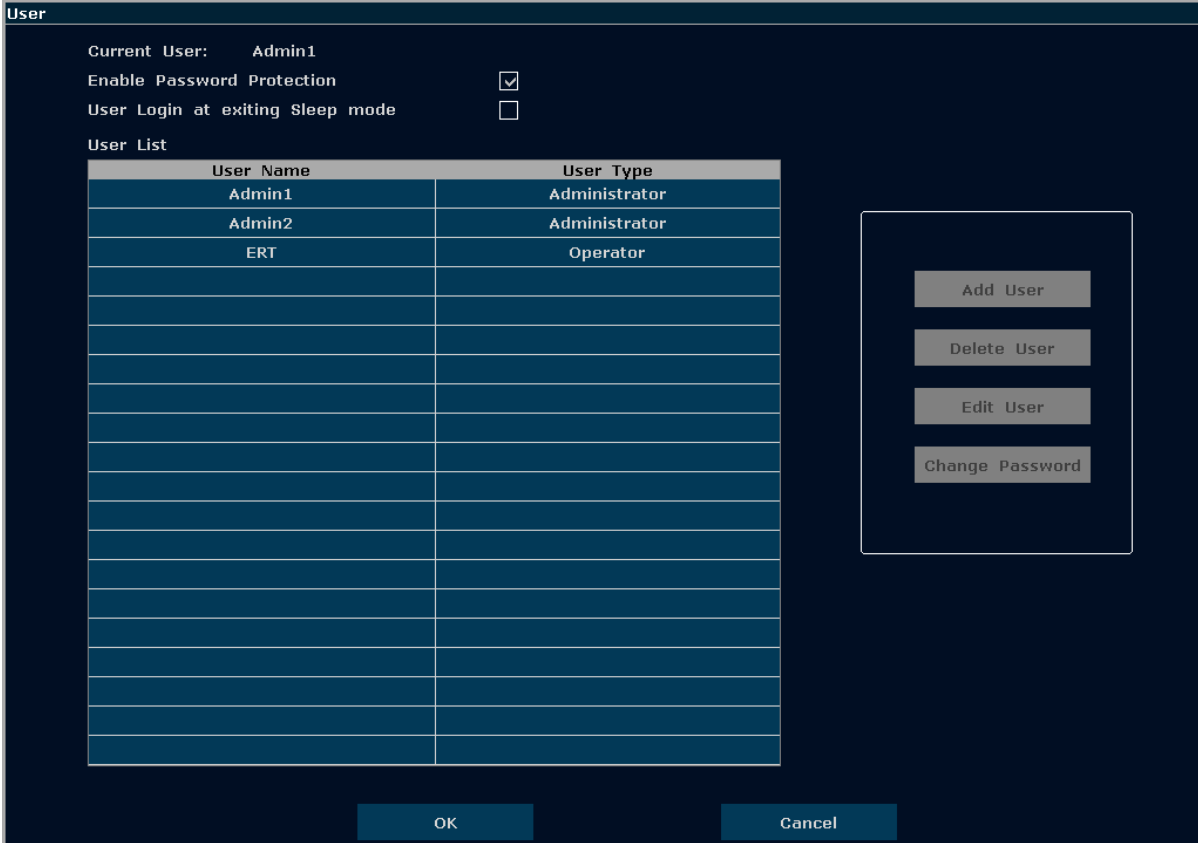 User
Current User: Admin1
Enable Password Protection
User Login at exiting Sleep mode
User List
User Name User Type
Admin1 Administrator
Admin2 Administrator
ERT Operator
Add User
Delete User
Edit User
Change Password
OK Cancel